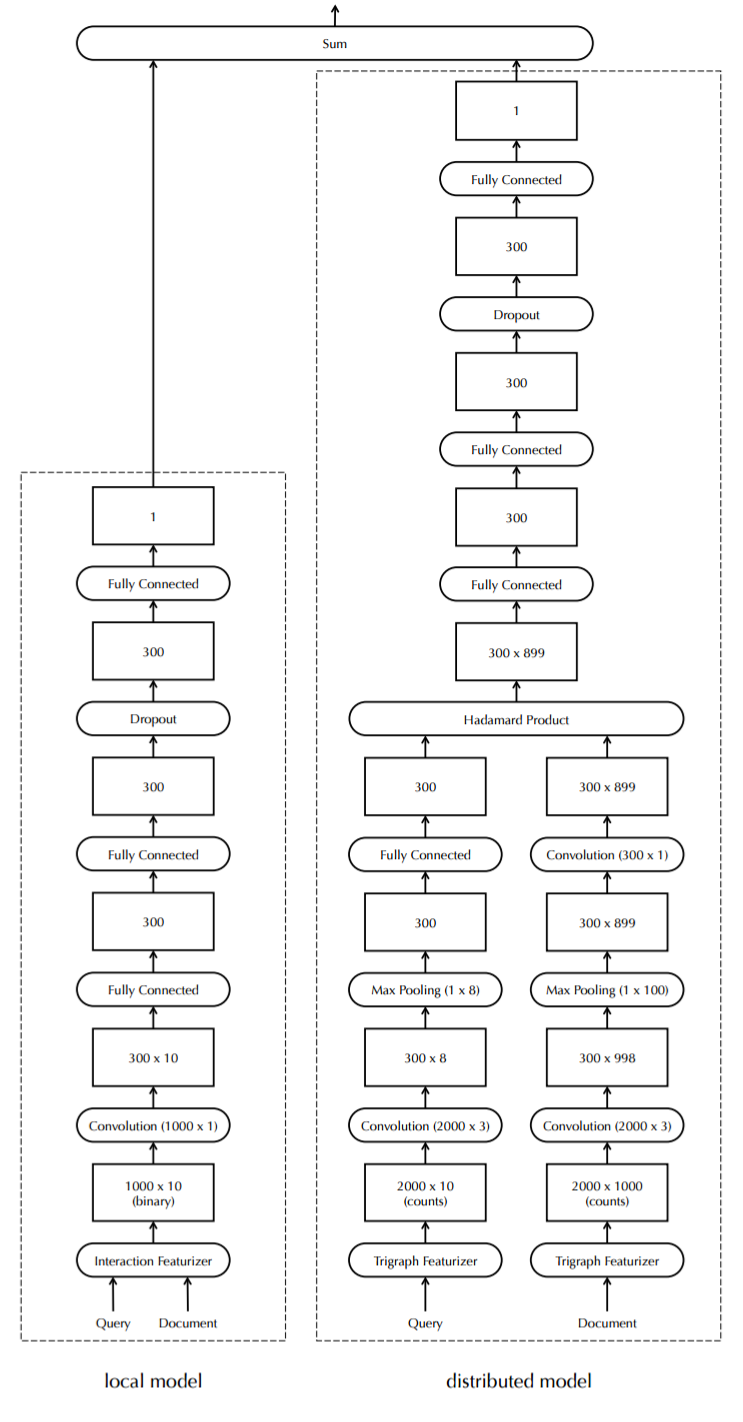 Sum
1
Fully Connected
300
Dropout
300
Fully Connected
300
Fully Connected
300 x 899
Hadamard Product
300
Fully Connected
300
Max Pooling (1 x 8)
300 x 8
Convolution (2000 x 3)
2000 x 10
(counts)
Trigraph Featurizer
Query
300 x 899
Convolution (300 x 1)
300 x 899
Max Pooling (1 x 100)
300 x 998
Convolution (2000 x 3)
2000 x 1000
(counts)
Trigraph Featurizer
Document
distributed model
1
Fully Connected
300
Dropout
300
Fully Connected
300
Fully Connected
300 x 10
Convolution (1000 x 1)
1000 x 10
(binary)
Interaction Featurizer
Query Document
local model